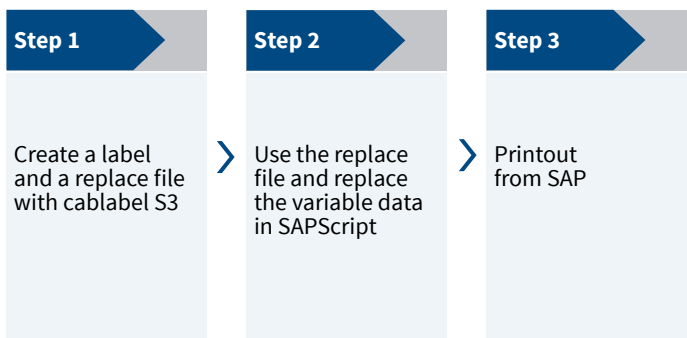 Step 1
Create a label
and a replace file
with cablabel S3
Step 2
Use the replace
file and replace
the variable data
in SAPScript
Step 3
Printout
from SAP